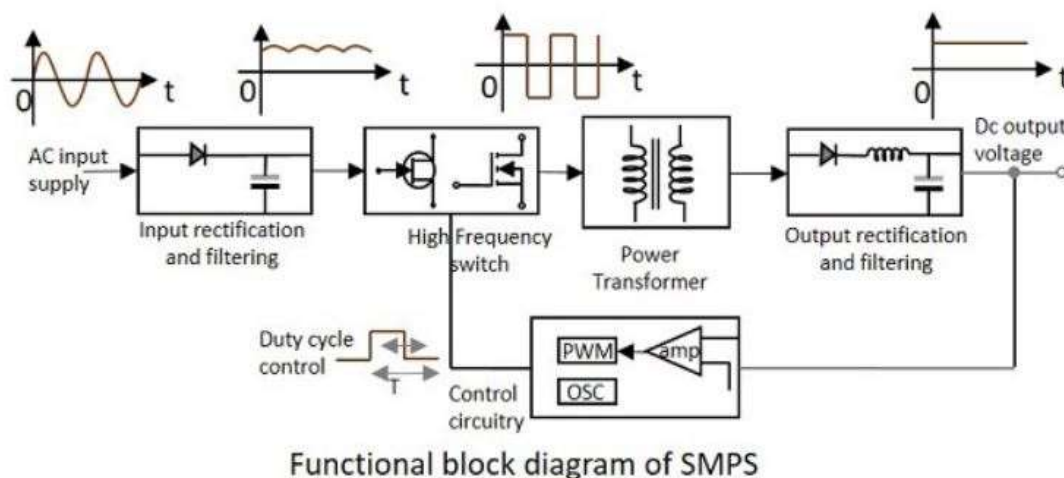 0
t
0
t
0
t
0
t
AC input
supply
Input rectification
and filtering
High Frequency
switch
Power
Transformer
Dc output
voltage
Output rectification
and filtering
Duty cycle
control
T
Control
circuitry
PWM
amp
OSC
Functional block diagram of SMPS